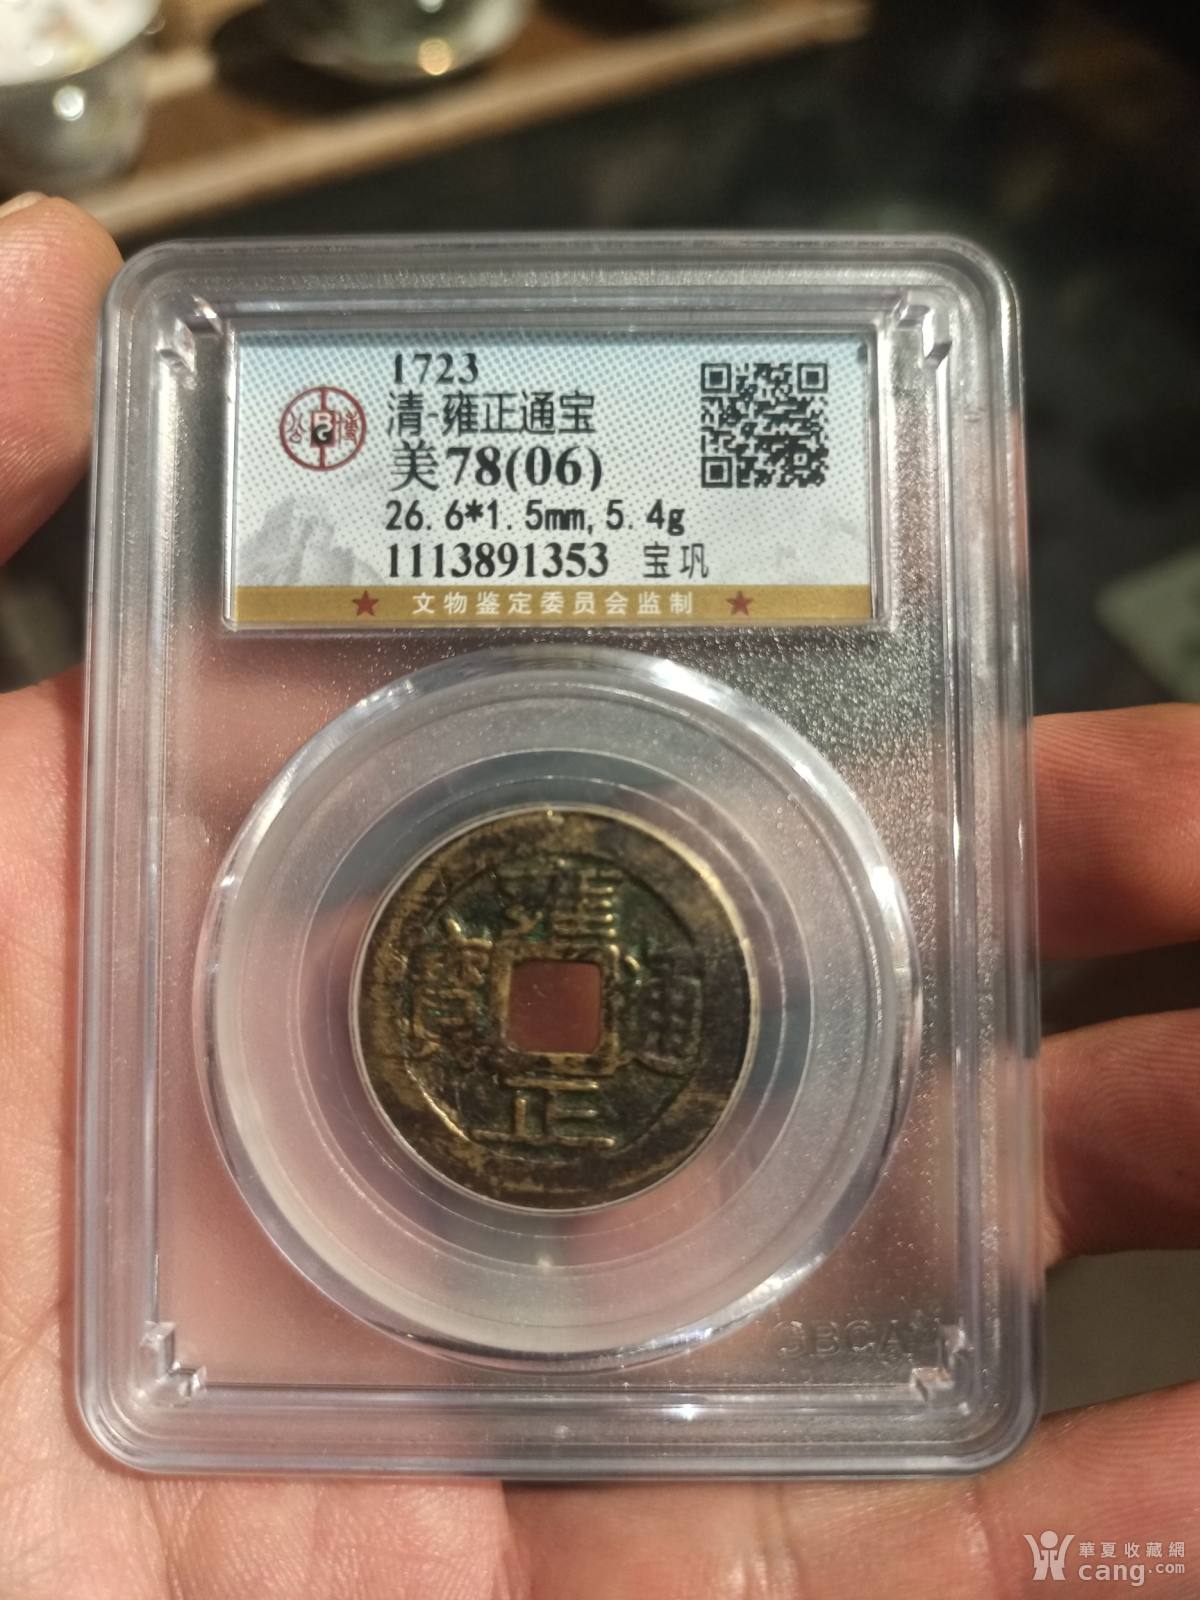 1723
清-雍正通宝
美78(06)
26.6*1.5mm,5.4g
1113891353 宝巩
公博
文物鉴定委员会监制
雍正通寶
GBCA
華夏收藏網
cang.com